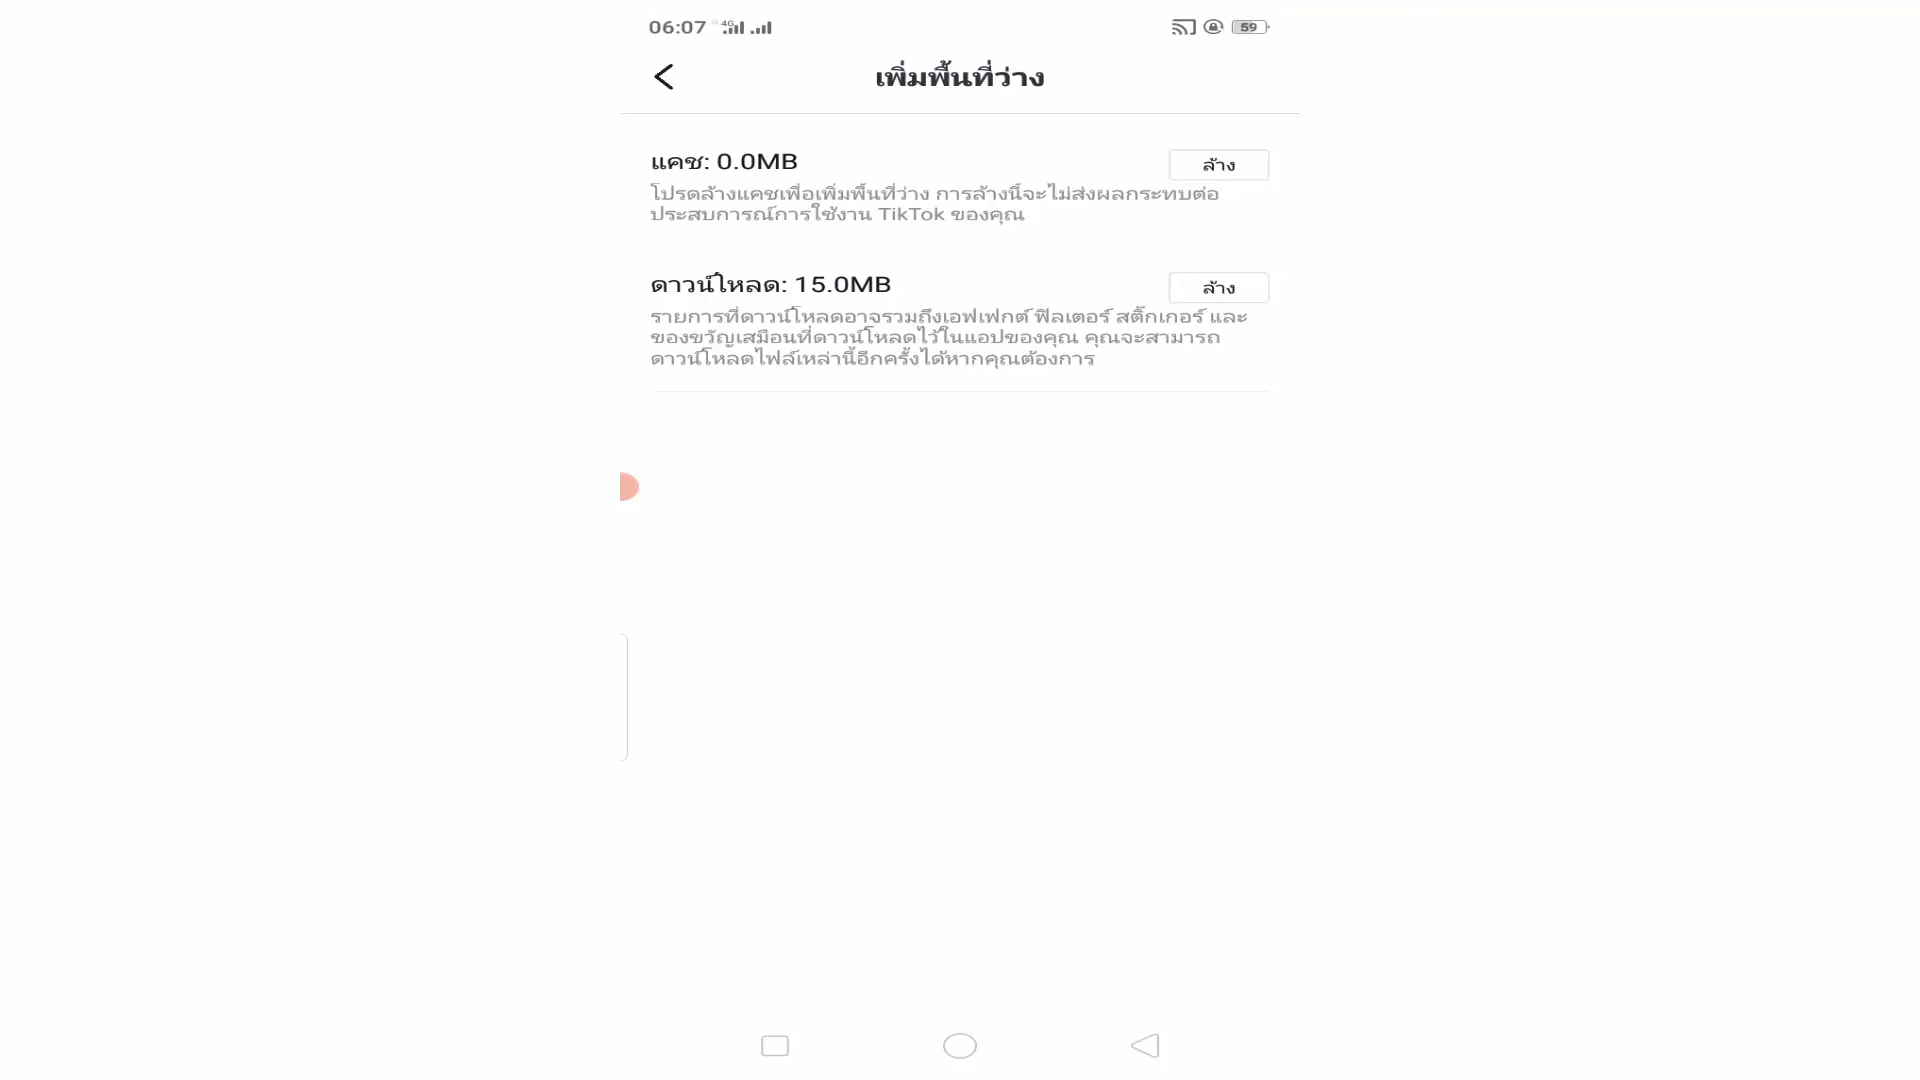 06:07 4G 59
เพิ่มพื้นที่ว่าง
แคช: 0.0MB
ล้าง
โปรดล้างแคชเพื่อเพิ่มพื้นที่ว่าง การล้างนี้จะไม่ส่งผลกระทบต่อ
ประสบการณ์การใช้งาน TikTok ของคุณ
ดาวน์โหลด: 15.0MB
ล้าง
รายการที่ดาวน์โหลดอาจรวมถึงเอฟเฟกต์ ฟิลเตอร์ สติ๊กเกอร์ และ
ของขวัญเสมือนที่ดาวน์โหลดไว้ในแอปของคุณ คุณจะสามารถ
ดาวน์โหลดไฟล์เหล่านี้อีกครั้งได้หากคุณต้องการ